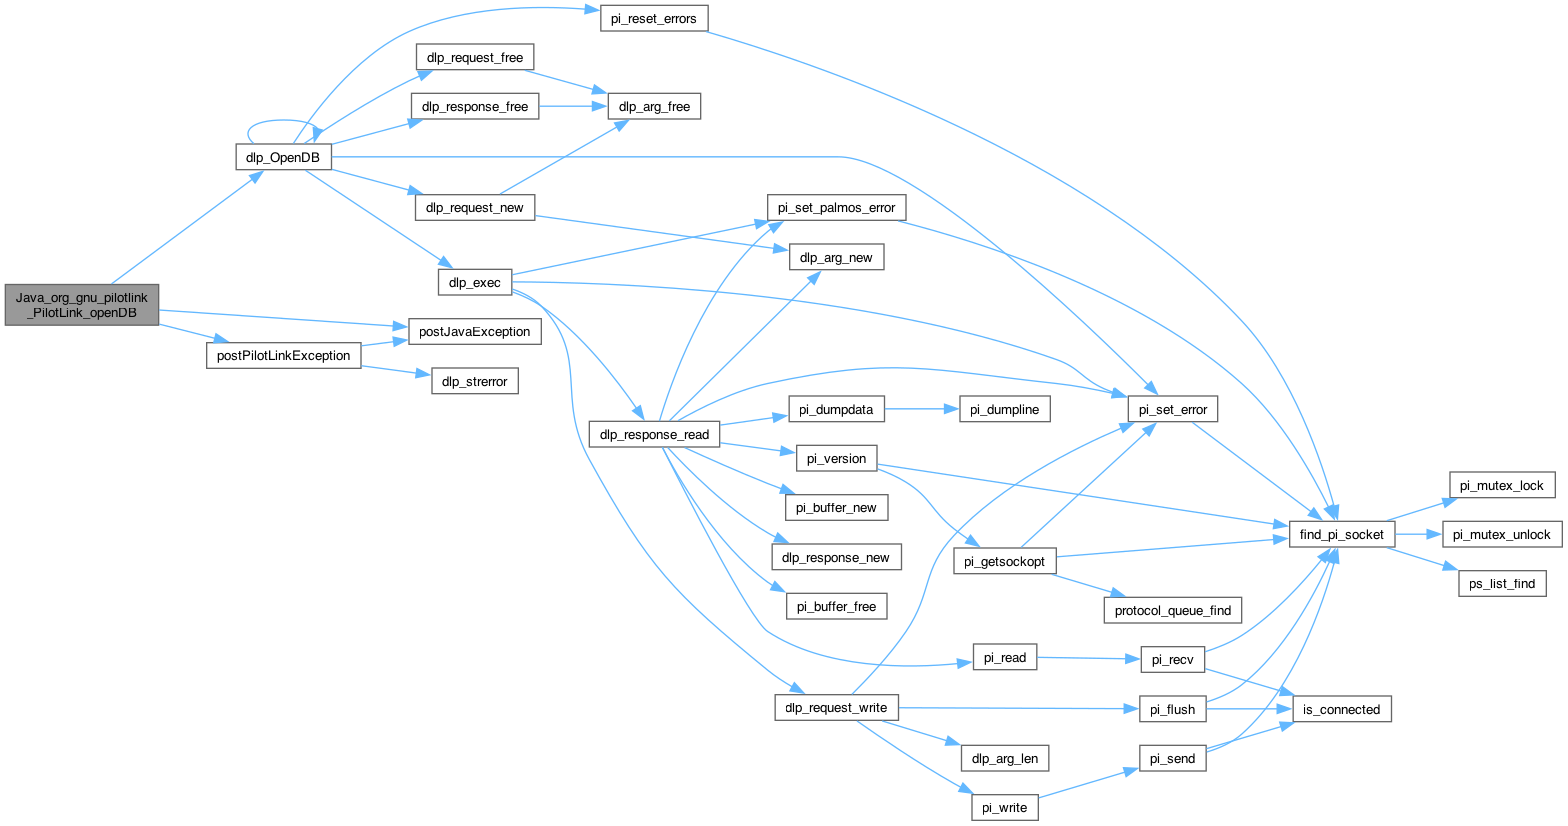 pi_reset_errors
dlp_request_free
dlp_response_free
dlp_arg_free
dlp_OpenDB
dlp_request_new
pi_set_palmos_error
dlp_arg_new
dlp_exec
Java_org_gnu_pilotlink
_PilotLink_openDB
postJavaException
postPilotLinkException
dlp_strerror
pi_dumpdata
pi_dumpline
pi_set_error
dlp_response_read
pi_version
pi_mutex_lock
pi_buffer_new
find_pi_socket
pi_mutex_unlock
dlp_response_new
pi_getsockopt
ps_list_find
pi_buffer_free
protocol_queue_find
pi_read
pi_recv
dlp_request_write
pi_flush
is_connected
dlp_arg_len
pi_send
pi_write